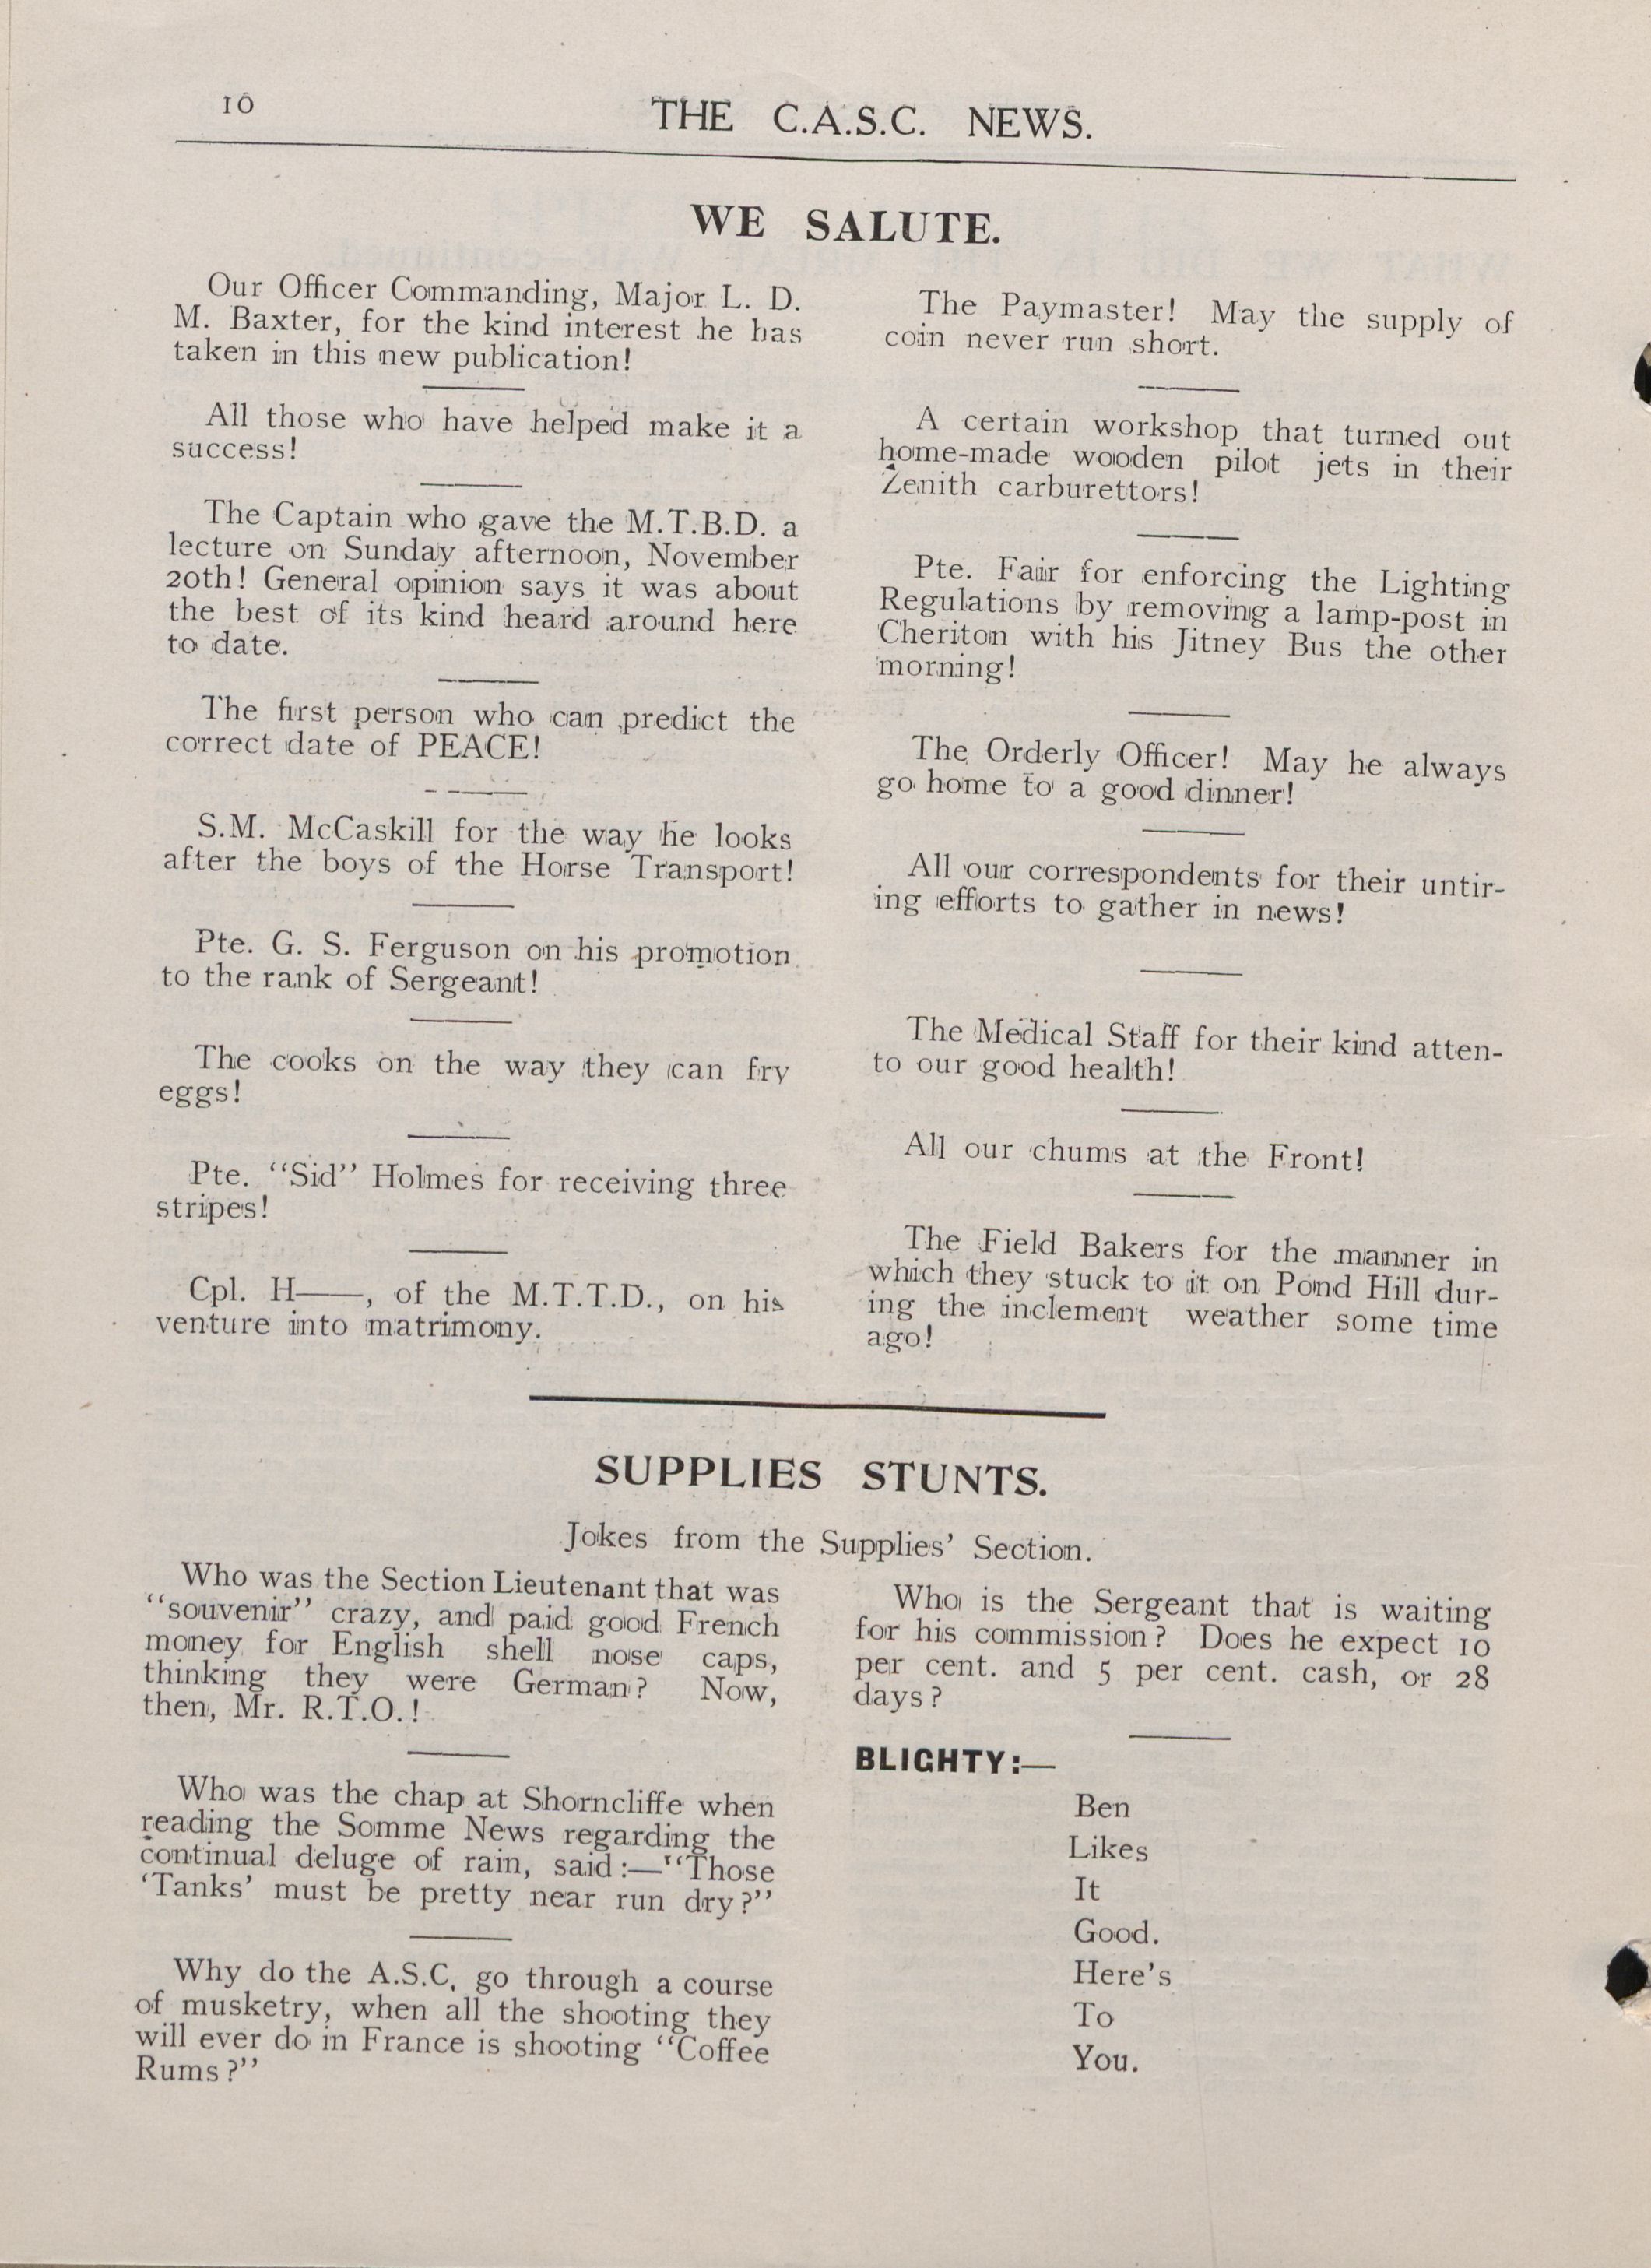 10
THE C.A.S.C. NEWS.
WE SALUTE.
Our Officer Commanding, Major L. D.
M. Baxter, for the kind interest he has
taken in this new publication!
All those who have helped make it a
success!
The Captain who gave the M.T.B.D. a
lecture on Sunday afternoon, November
20th! General opinion says it was about
the best of its kind heard around here
to date.
The first person who can predict the
correct date of PEACE!
S.M. McCaskill for the way he looks
after the boys of the Horse Transport!
Pte. G. S. Ferguson on his promotion
to the rank of Sergeant!
The cooks on the way they can fry
eggs!
Pte. "Sid" Holmes for receiving three
stripes!
Cpl. H——, of the M.T.T.D., on his
venture into matrimony.
The Paymaster! May the supply of
coin never run short.
A certain workshop that turned out
home-made wooden pilot jets in their
Zenith carburettors!
Pte. Fair for enforcing the Lighting
Regulations by removing a lamp-post in
Cheriton with his Jitney Bus the other
morning!
The Orderly Officer! May he always
go home to a good dinner!
All our correspondents for their untir-
ing efforts to gather in news!
The Medical Staff for their kind atten-
to our good health!
All our chums at the Front!
The Field Bakers for the manner in
which they stuck to it on Pond Hill dur-
ing the inclement weather some time
ago!
SUPPLIES STUNTS.
Jokes from the Supplies' Section.
Who was the Section Lieutenant that was
"souvenir" crazy, and paid good French
money for English shell nose caps,
thinking they were German? Now,
then, Mr. R.T.O.!
Who was the chap at Shorncliffe when
reading the Somme News regarding the
continual deluge of rain, said:—"Those
'Tanks' must be pretty near run dry?"
Why do the A.S.C. go through a course
of musketry, when all the shooting they
will ever do in France is shooting "Coffee
Rums?"
Who is the Sergeant that is waiting
for his commission? Does he expect 10
per cent. and 5 per cent. cash, or 28
days?
BLIGHTY:—
Ben
Likes
It
Good.
Here's
To
You.